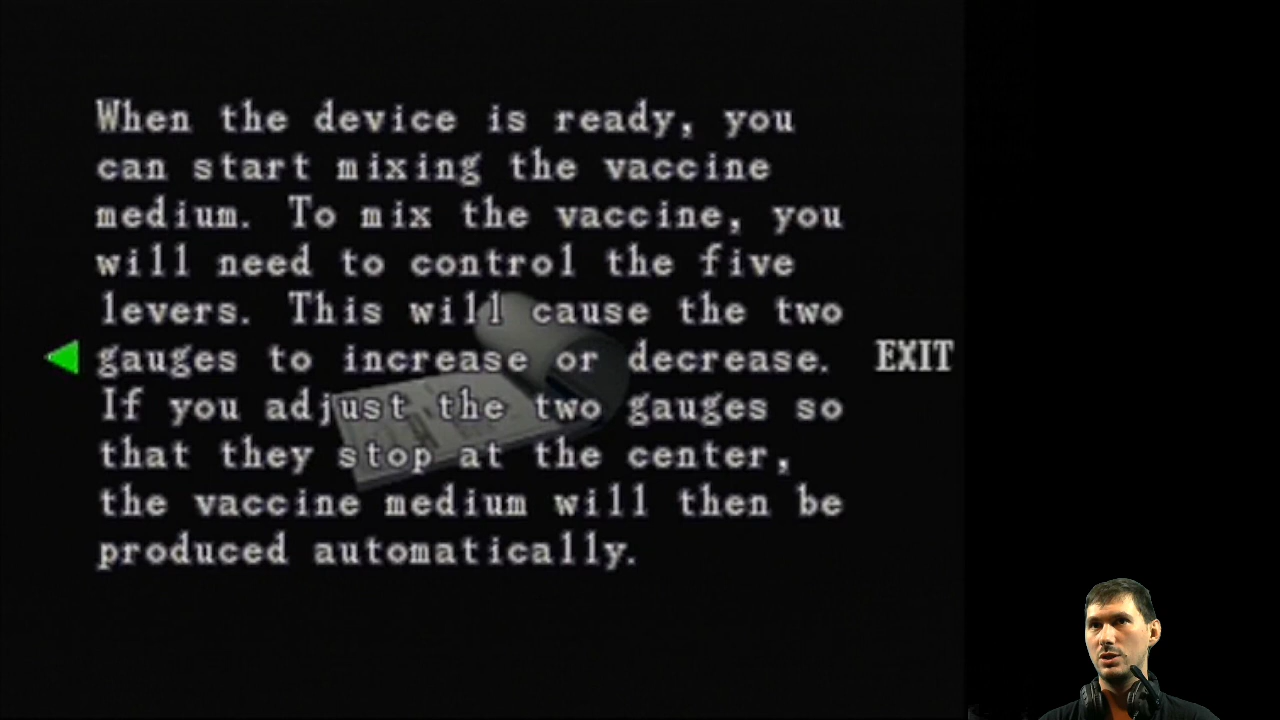 When the device is ready, you
can start mixing the vaccine
medium. To mix the vaccine, you
will need to control the five
levers. This will cause the two
gauges to increase or decrease.
EXIT
If you adjust the two gauges so
that they stop at the center,
the vaccine medium will then be
produced automatically.